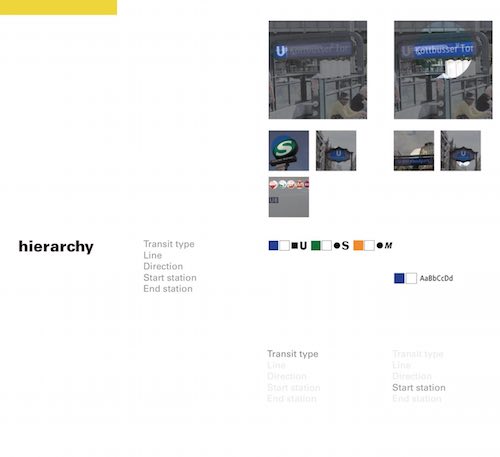 U Kottbusser Tor
U Kottbusser Tor
S
U
U
hierarchy
Transit type
Line
Direction
Start station
End station
U
S
M
AaBbCcDd
Transit type
Line
Direction
Start station
End station
Transit type
Line
Direction
Start station
End station